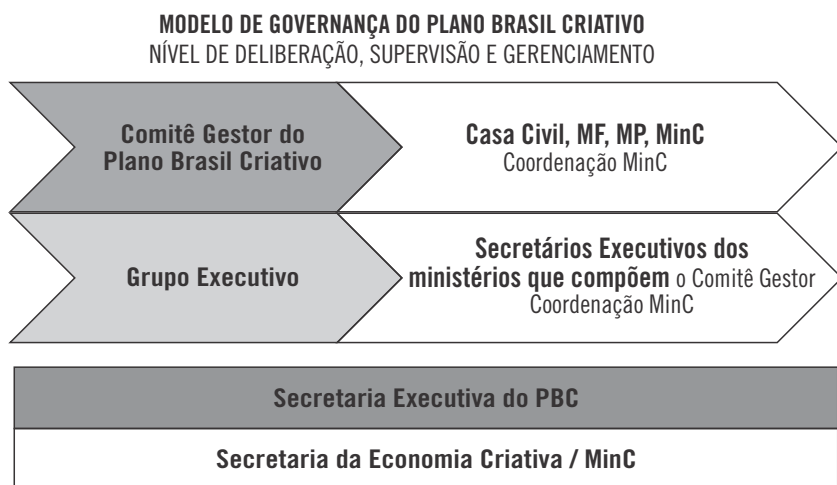 MODELO DE GOVERNANÇA DO PLANO BRASIL CRIATIVO
NÍVEL DE DELIBERAÇÃO, SUPERVISÃO E GERENCIAMENTO
Comitê Gestor do
Plano Brasil Criativo
Casa Civil, MF, MP, MinC
Coordenação MinC
Grupo Executivo
Secretários Executivos dos
ministérios que compõem o Comitê Gestor
Coordenação MinC
Secretaria Executiva do PBC
Secretaria da Economia Criativa / MinC